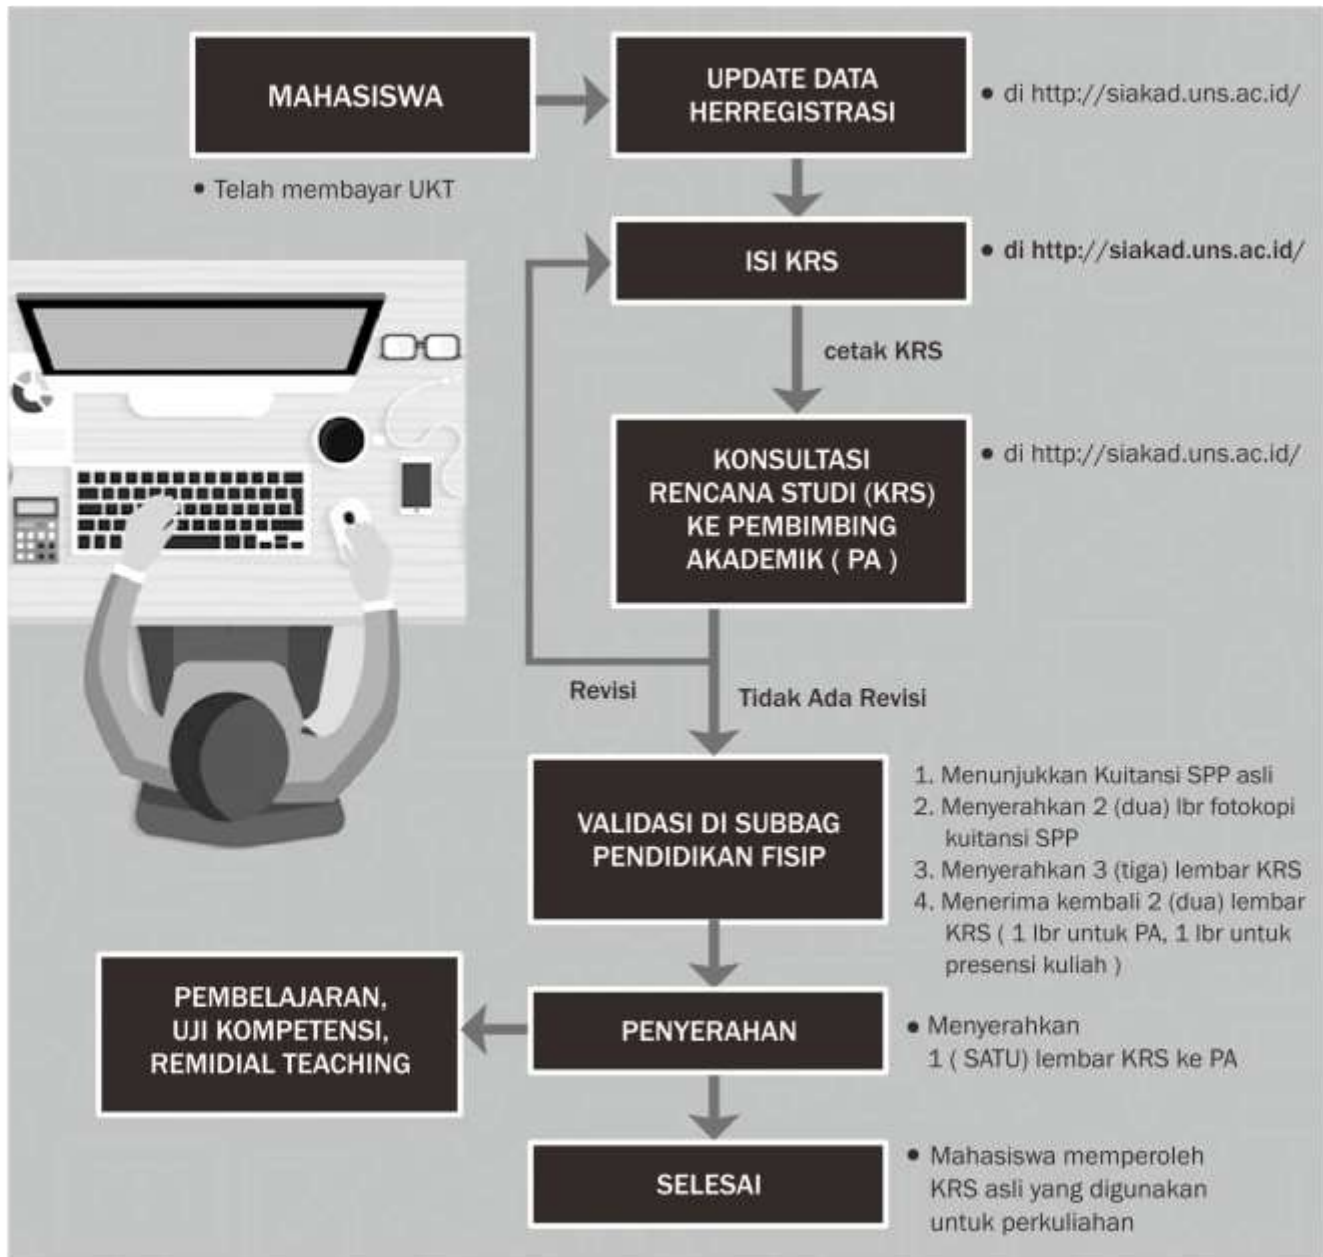 MAHASISWA
• Telah membayar UKT
UPDATE DATA
HERREGISTRASI
• di http://siakad.uns.ac.id/
ISI KRS
• di http://siakad.uns.ac.id/
cetak KRS
KONSULTASI
RENCANA STUDI (KRS)
KE PEMBIMBING
AKADEMIK ( PA )
• di http://siakad.uns.ac.id/
Revisi
Tidak Ada Revisi
VALIDASI DI SUBBAG
PENDIDIKAN FISIP
1. Menunjukkan Kuitansi SPP asli
2. Menyerahkan 2 (dua) lbr fotokopi
kuitansi SPP
3. Menyerahkan 3 (tiga) lembar KRS
4. Menerima kembali 2 (dua) lembar
KRS ( 1 lbr untuk PA, 1 lbr untuk
presensi kuliah )
PEMBELAJARAN,
UJI KOMPETENSI,
REMIDIAL TEACHING
PENYERAHAN
• Menyerahkan
1 ( SATU) lembar KRS ke PA
SELESAI
• Mahasiswa memperoleh
KRS asli yang digunakan
untuk perkuliahan